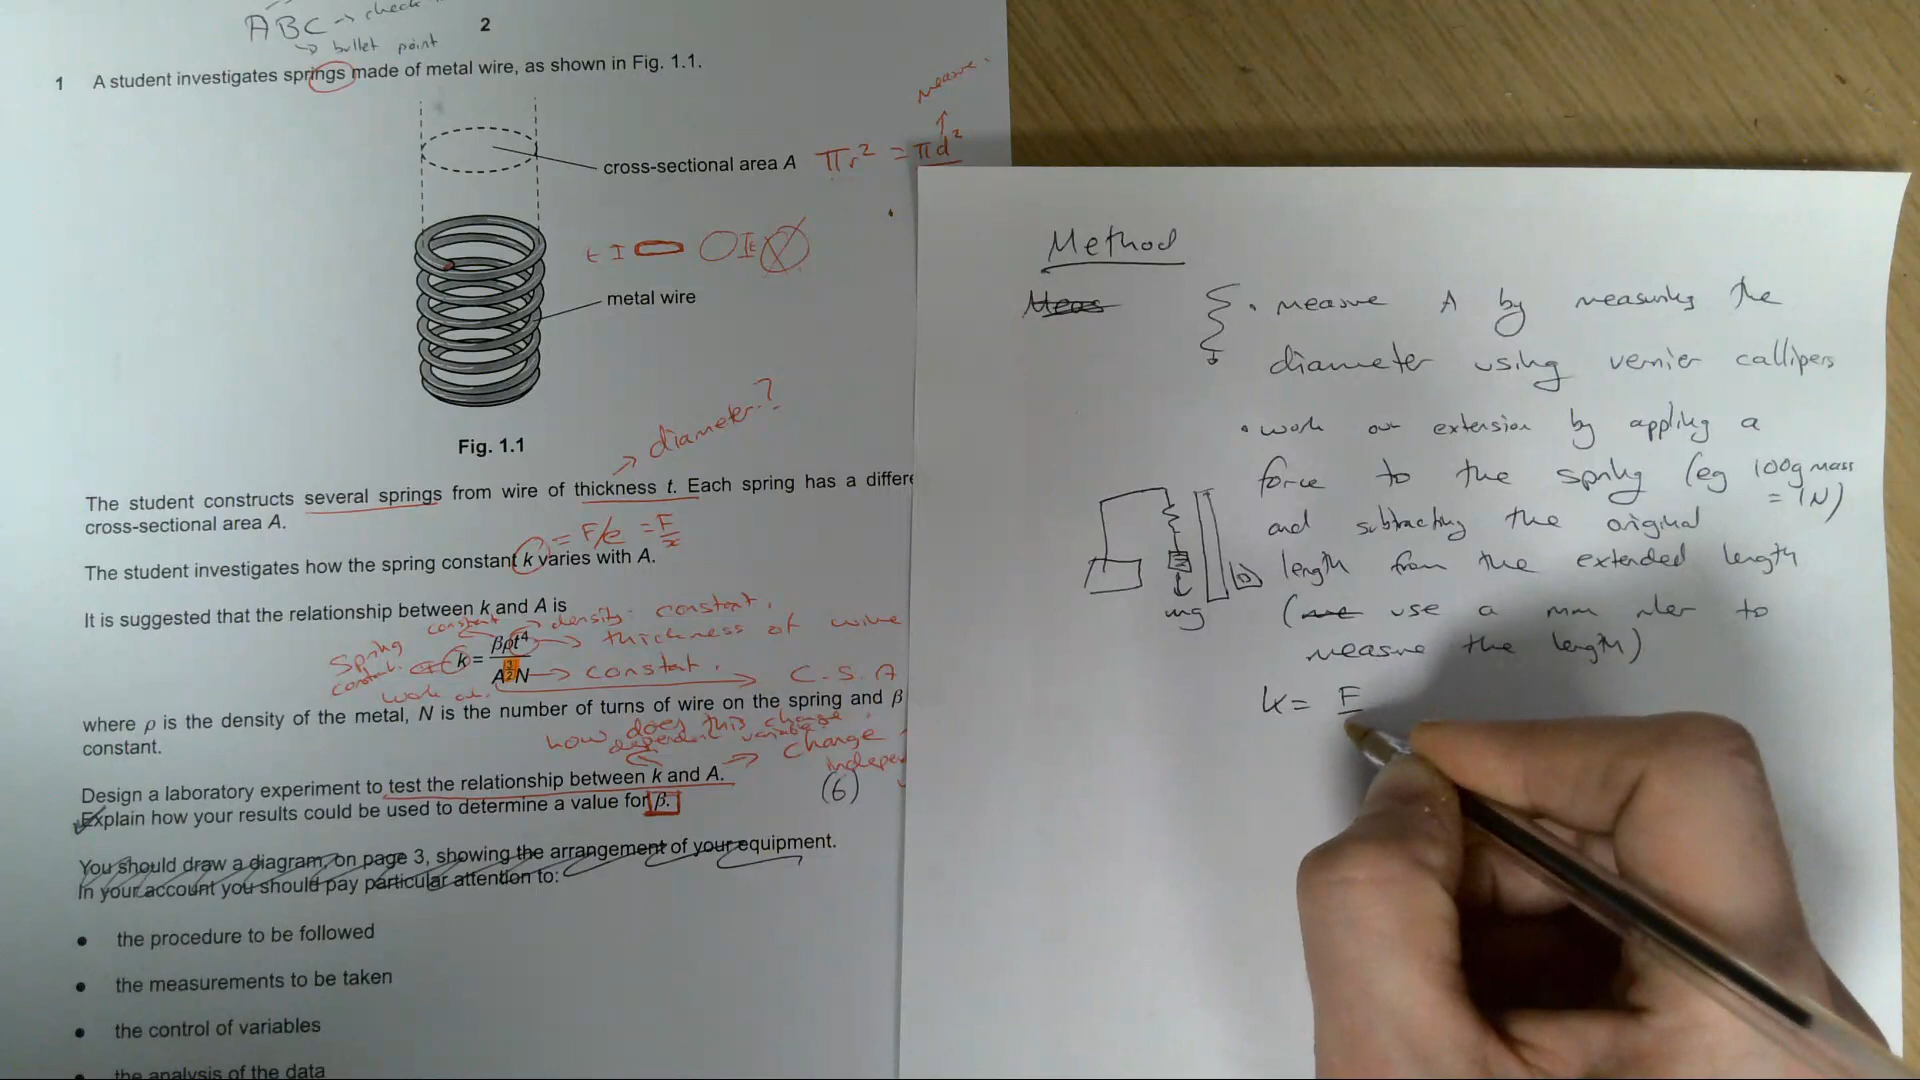 ABC → check
→ bullet point
2
1 A student investigates springs made of metal wire, as shown in Fig. 1.1.
measure.
cross-sectional area A πr² = πd²
t I
metal wire
Fig. 1.1
→ diameter?
The student constructs several springs from wire of thickness t. Each spring has a differe
cross-sectional area A.
= F/e = F/x
The student investigates how the spring constant k varies with A.
It is suggested that the relationship between k and A is
constant → density - constant.
→ thickness of wire
Spring constant. ← k = βρt⁴ / A^(3/2)N → constant.
work out. → C.S.A
where ρ is the density of the metal, N is the number of turns of wire on the spring and β
constant.
how does this change
dependent variable → change
indepen
Design a laboratory experiment to test the relationship between k and A.
(6)
Explain how your results could be used to determine a value for β.
You should draw a diagram, on page 3, showing the arrangement of your equipment.
In your account you should pay particular attention to:
• the procedure to be followed
• the measurements to be taken
• the control of variables
• the analysis of the data
Method
Meas
• measure A by measuring the
diameter using vernier callipers
• work out extension by appling a
force to the spring (eg 100g mass
= 1N)
and subtracting the original
length from the extended length
mg
( use a mm ruler to
measure the length)
k = F